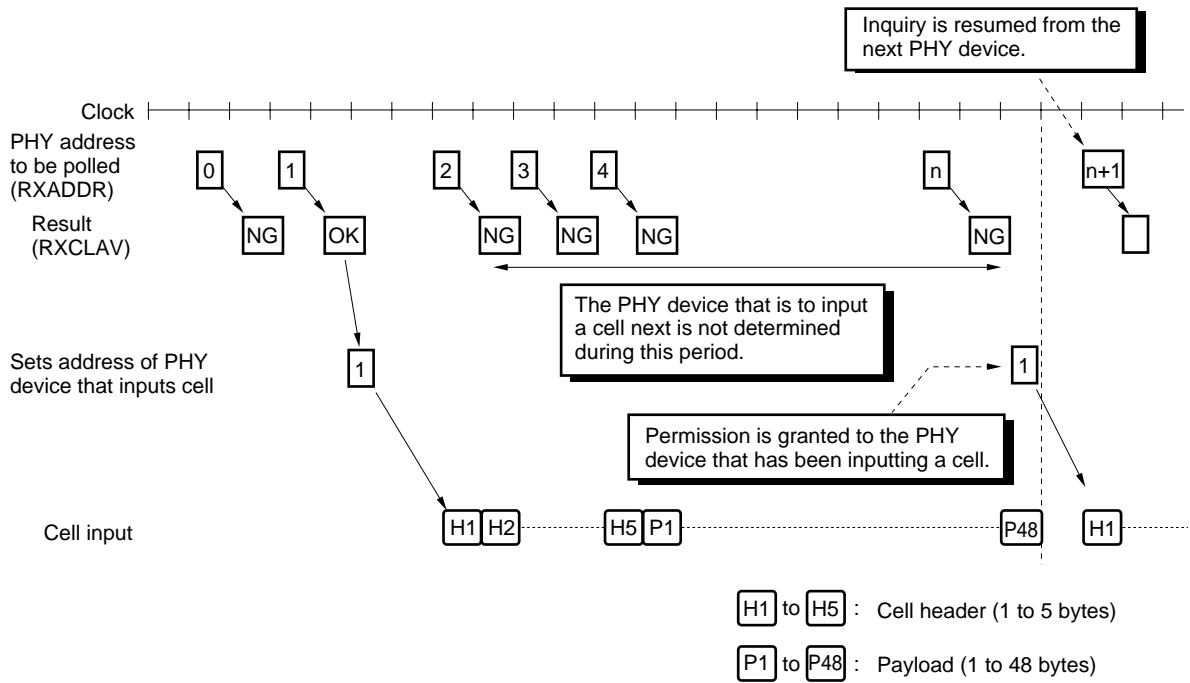 Inquiry is resumed from the
next PHY device.
Clock
PHY address
to be polled
(RXADDR)
0 1 2 3 4 n n+1
Result
(RXCLAV)
NG OK NG NG NG NG
The PHY device that is to input
a cell next is not determined
during this period.
Sets address of PHY
device that inputs cell
1 1
Permission is granted to the PHY
device that has been inputting a cell.
Cell input
H1 H2 H5 P1 P48 H1
H1 to H5 : Cell header (1 to 5 bytes)
P1 to P48 : Payload (1 to 48 bytes)